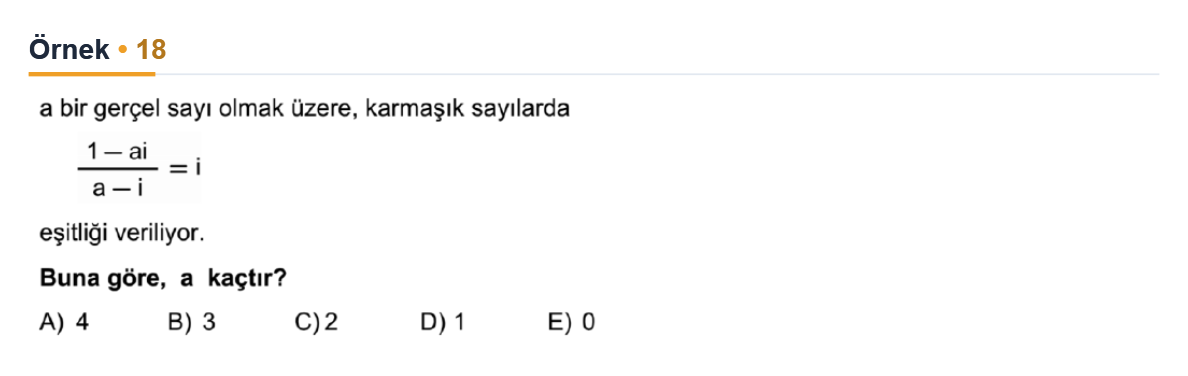 Örnek • 18
a bir gerçel sayı olmak üzere, karmaşık sayılarda
1 – ai
a – i
= i
eşitliği veriliyor.
Buna göre, a kaçtır?
A) 4 B) 3 C) 2 D) 1 E) 0